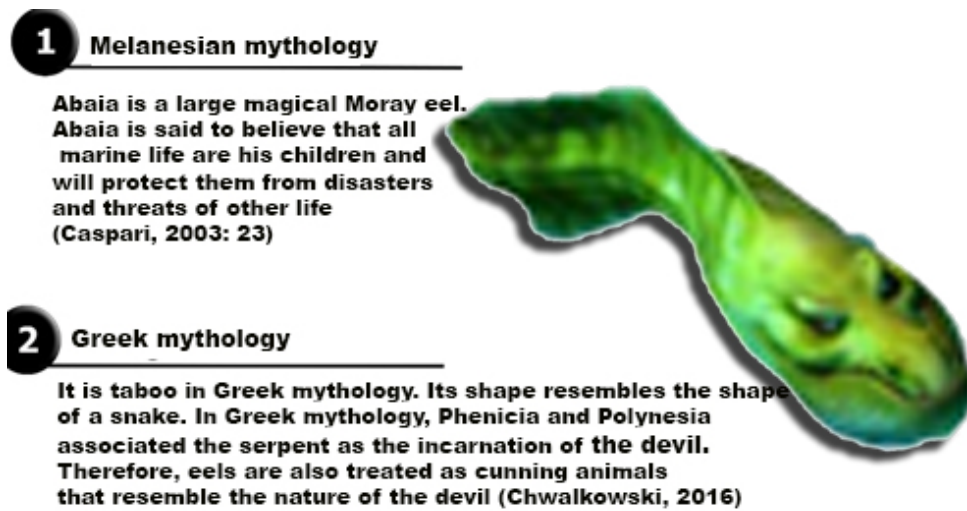 1 Melanesian mythology
Abaia is a large magical Moray eel.
Abaia is said to believe that all
marine life are his children and
will protect them from disasters
and threats of other life
(Caspari, 2003: 23)
2 Greek mythology
It is taboo in Greek mythology. Its shape resembles the shape
of a snake. In Greek mythology, Phenicia and Polynesia
associated the serpent as the incarnation of the devil.
Therefore, eels are also treated as cunning animals
that resemble the nature of the devil (Chwalkowski, 2016)